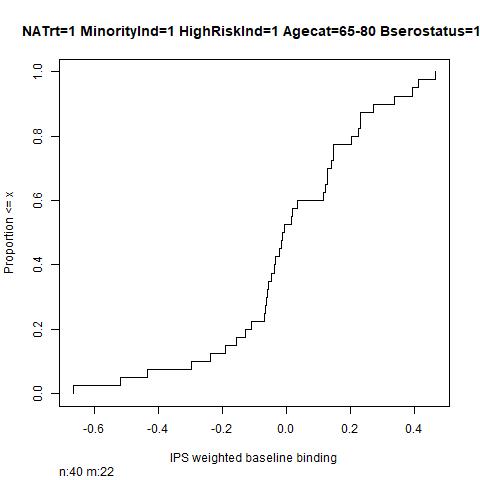 NATrt=1 MinorityInd=1 HighRiskInd=1 Agecat=65-80 Bserostatus=1
1.0
0.8
0.6
0.4
0.2
0.0
Proportion <= x
-0.6 -0.4 -0.2 0.0 0.2 0.4
IPS weighted baseline binding
n:40 m:22